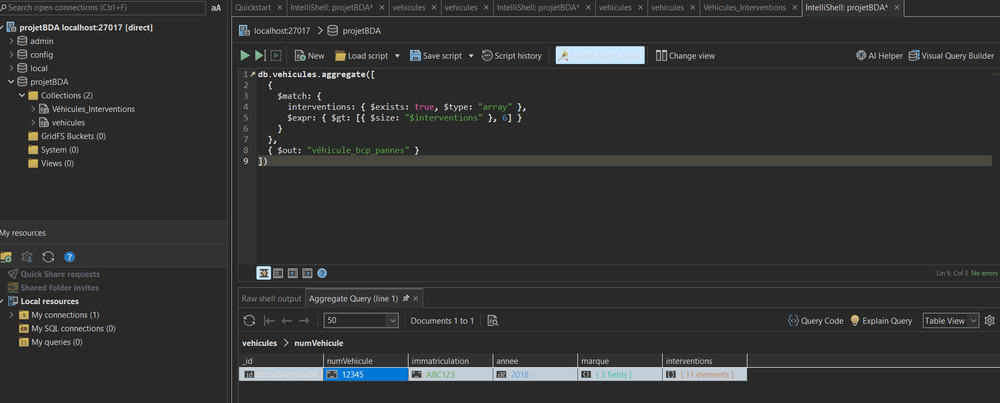 Search open connections (Ctrl+F) aA
projetBDA localhost:27017 [direct]
admin
config
local
projetBDA
Collections (2)
Véhicules_Interventions
vehicules
GridFS Buckets (0)
System (0)
Views (0)
My resources
Quick Share requests
Shared folder invites
Local resources
My connections (1)
My SQL connections (0)
My queries (0)
Quickstart IntelliShell: projetBDA* vehicules vehicules IntelliShell: projetBDA* vehicules vehicules Véhicules_Interventions IntelliShell: projetBDA*
localhost:27017 projetBDA
New Load script Save script Script history Enable Query Assist Change view AI Helper Visual Query Builder
1 db.vehicules.aggregate([
2 {
3 $match: {
4 interventions: { $exists: true, $type: "array" },
5 $expr: { $gt: [{ $size: "$interventions" }, 6] }
6 }
7 },
8 { $out: "véhicule_bcp_pannes" }
9 ])
Lin 9, Col 3 No errors
Raw shell output Aggregate Query (line 1)
50 Documents 1 to 1 Query Code Explain Query Table View
vehicules numVehicule
_id numVehicule immatriculation annee marque interventions
id 6635a54e79ea24... 12345 ABC123 i32 2018 { 3 fields } [ 11 elements ]